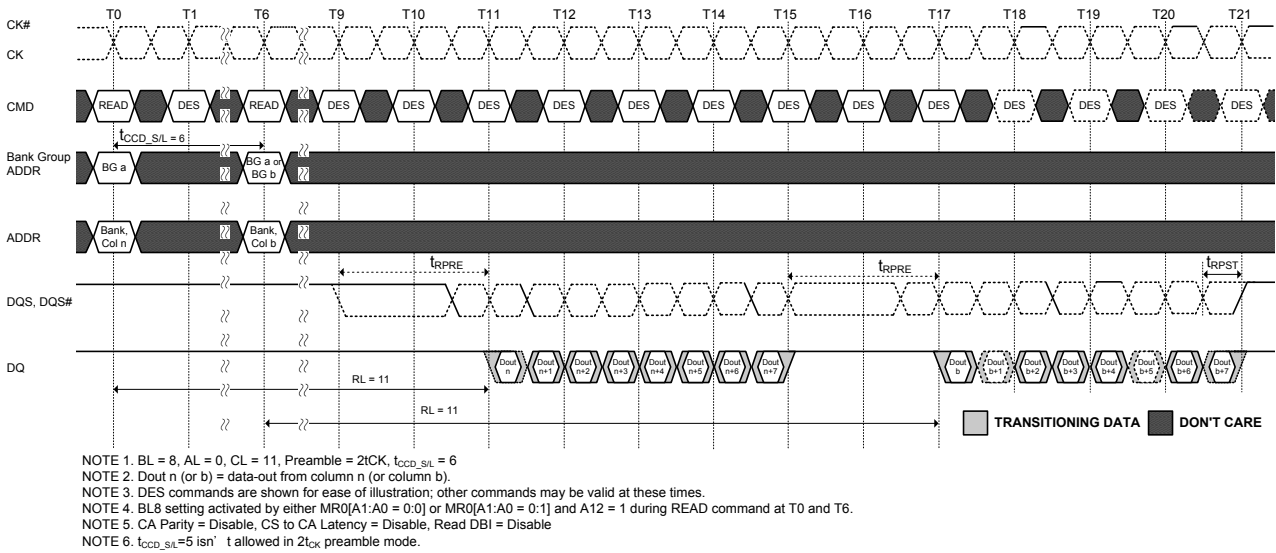 T0 T1 T6 T9 T10 T11 T12 T13 T14 T15 T16 T17 T18 T19 T20 T21
CK#
CK
CMD READ DES READ DES DES DES DES DES DES DES DES DES DES DES DES DES
tCCD_S/L = 6
Bank Group
ADDR
BG a
BG a or
BG b
ADDR
Bank,
Col n
Bank,
Col b
tRPRE tRPRE tRPST
DQS, DQS#
DQ
Dout
n
Dout
n+1
Dout
n+2
Dout
n+3
Dout
n+4
Dout
n+5
Dout
n+6
Dout
n+7
Dout
b
Dout
b+1
Dout
b+2
Dout
b+3
Dout
b+4
Dout
b+5
Dout
b+6
Dout
b+7
RL = 11
RL = 11
TRANSITIONING DATA DON'T CARE
NOTE 1. BL = 8, AL = 0, CL = 11, Preamble = 2tCK, tCCD_S/L = 6
NOTE 2. Dout n (or b) = data-out from column n (or column b).
NOTE 3. DES commands are shown for ease of illustration; other commands may be valid at these times.
NOTE 4. BL8 setting activated by either MR0[A1:A0 = 0:0] or MR0[A1:A0 = 0:1] and A12 = 1 during READ command at T0 and T6.
NOTE 5. CA Parity = Disable, CS to CA Latency = Disable, Read DBI = Disable
NOTE 6. tCCD_S/L=5 isn’ t allowed in 2tCK preamble mode.